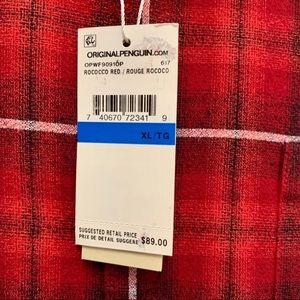 ORIGINALPENGUIN.COM
OPWF9091OP 617
ROCOCCO RED / ROUGE ROCOCO
7 40670 72341 9
XL/TG
SUGGESTED RETAIL PRICE
PRIX DE DETAIL SUGGERE $89.00